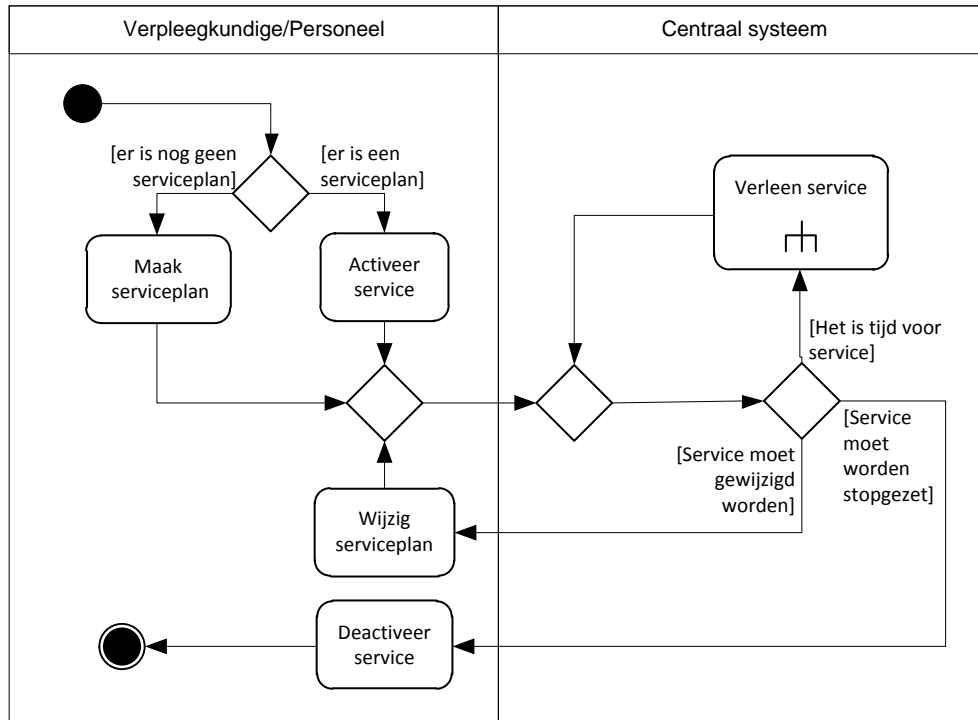 Verpleegkundige/Personeel
Centraal systeem
[er is nog geen
serviceplan]
[er is een
serviceplan]
Maak
serviceplan
Activeer
service
Verleen service
[Het is tijd voor
service]
[Service moet
gewijzigd
worden]
[Service
moet
worden
stopgezet]
Wijzig
serviceplan
Deactiveer
service